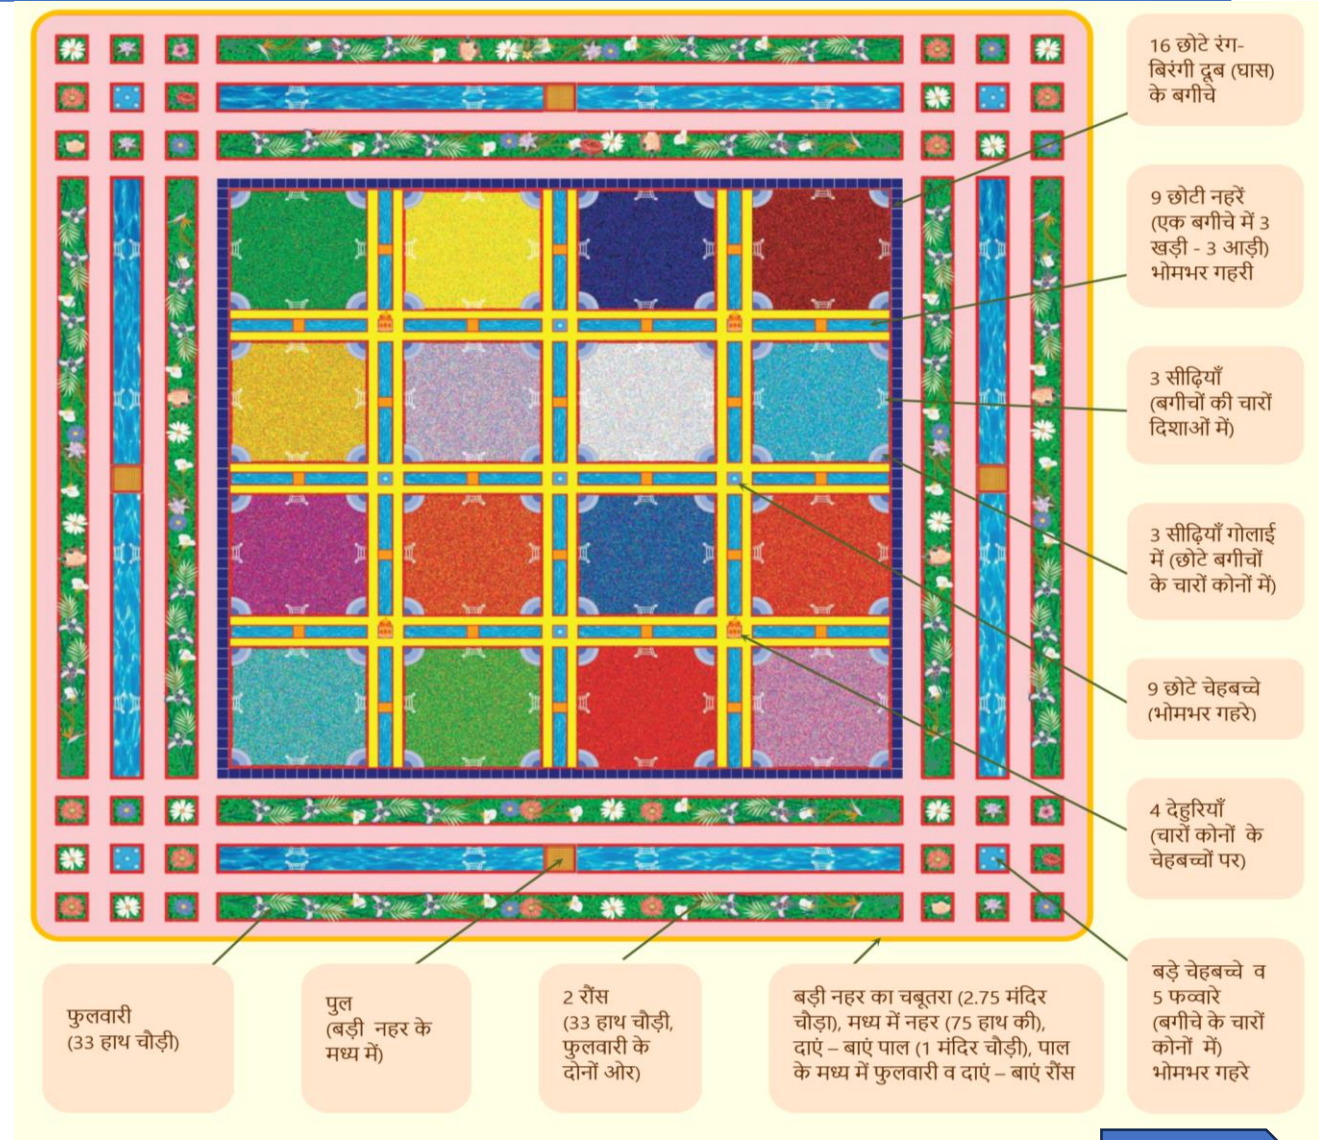 16 छोटे रंग-
बिरंगी दूब (घास)
के बगीचे
9 छोटी नहरें
(एक बगीचे में 3
खड़ी - 3 आड़ी)
भोमभर गहरी
3 सीढ़ियाँ
(बगीचों की चारों
दिशाओं में)
3 सीढ़ियाँ गोलाई
में (छोटे बगीचों
के चारों कोनों में)
9 छोटे चेहबच्चे
(भोमभर गहरे)
4 देहुरियाँ
(चारों कोनों के
चेहबच्चों पर)
बड़े चेहबच्चे व
5 फव्वारे
(बगीचे के चारों
कोनों में)
भोमभर गहरे
फुलवारी
(33 हाथ चौड़ी)
पुल
(बड़ी नहर के
मध्य में)
2 रौंस
(33 हाथ चौड़ी,
फुलवारी के
दोनों ओर)
बड़ी नहर का चबूतरा (2.75 मंदिर
चौड़ा), मध्य में नहर (75 हाथ की),
दाएं – बाएं पाल (1 मंदिर चौड़ी), पाल
के मध्य में फुलवारी व दाएं – बाएं रौंस